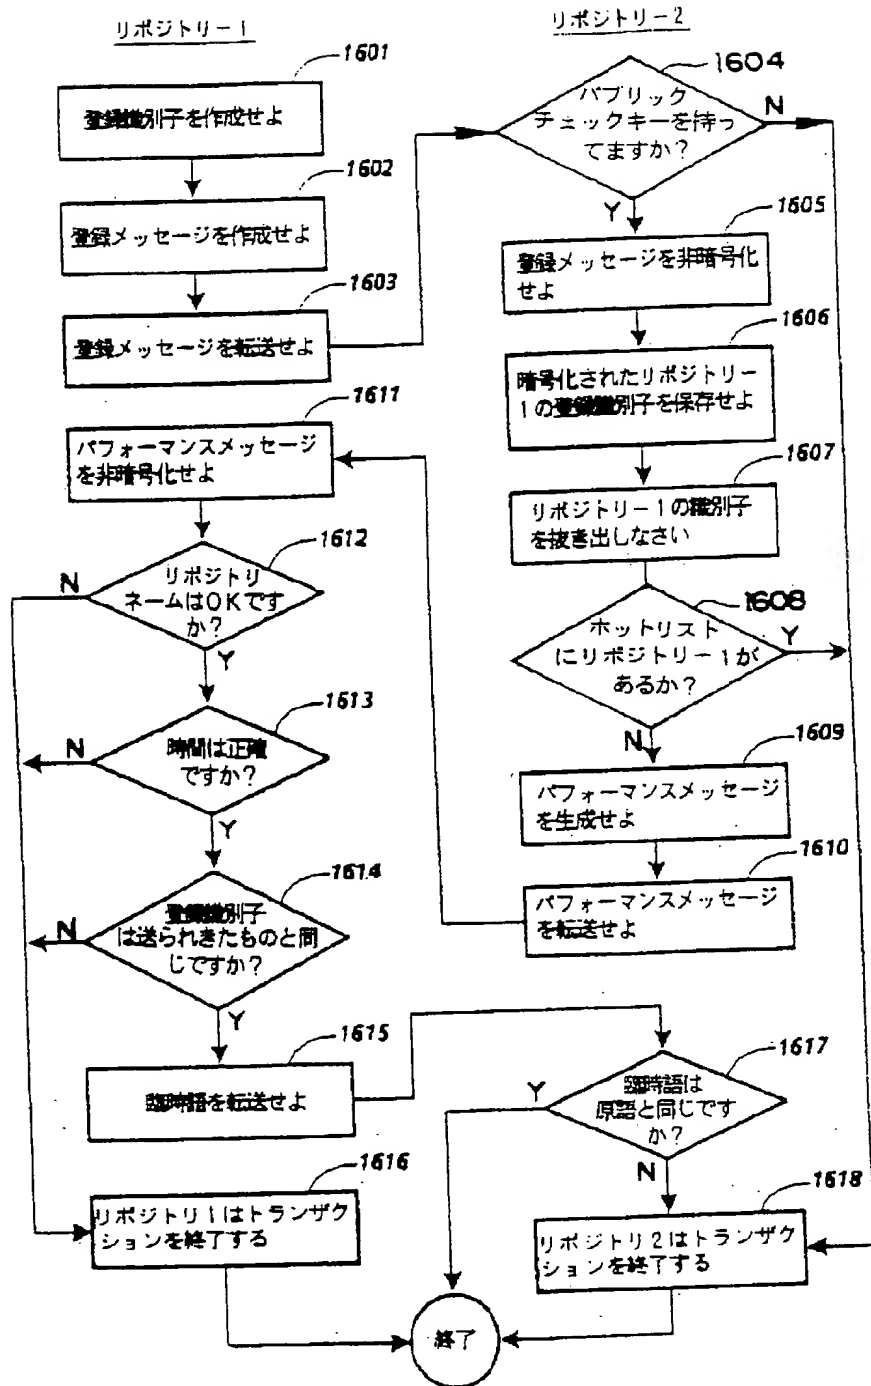 リポジトリー1
1601
登録識別子を作成せよ
1602
登録メッセージを作成せよ
1603
登録メッセージを転送せよ
1611
パフォーマンスメッセージ
を非暗号化せよ
1612
リポジトリ
ネームはOKです
か?
N
Y
1613
時間は正確
ですか?
N
Y
1614
登録識別子
は送られきたものと同
じですか?
N
Y
1615
臨時語を転送せよ
1616
リポジトリ1はトランザク
ションを終了する
リポジトリー2
1604
パブリック
チェックキーを持っ
てますか?
N
Y
1605
登録メッセージを非暗号化
せよ
1606
暗号化されたリポジトリー
1の登録識別子を保存せよ
1607
リポジトリー1の識別子
を抜き出しなさい
1608
ホットリスト
にリポジトリー1が
あるか?
Y
N
1609
パフォーマンスメッセージ
を生成せよ
1610
パフォーマンスメッセージ
を転送せよ
1617
臨時語は
原語と同じです
か?
Y
N
1618
リポジトリ2はトランザク
ションを終了する
終了